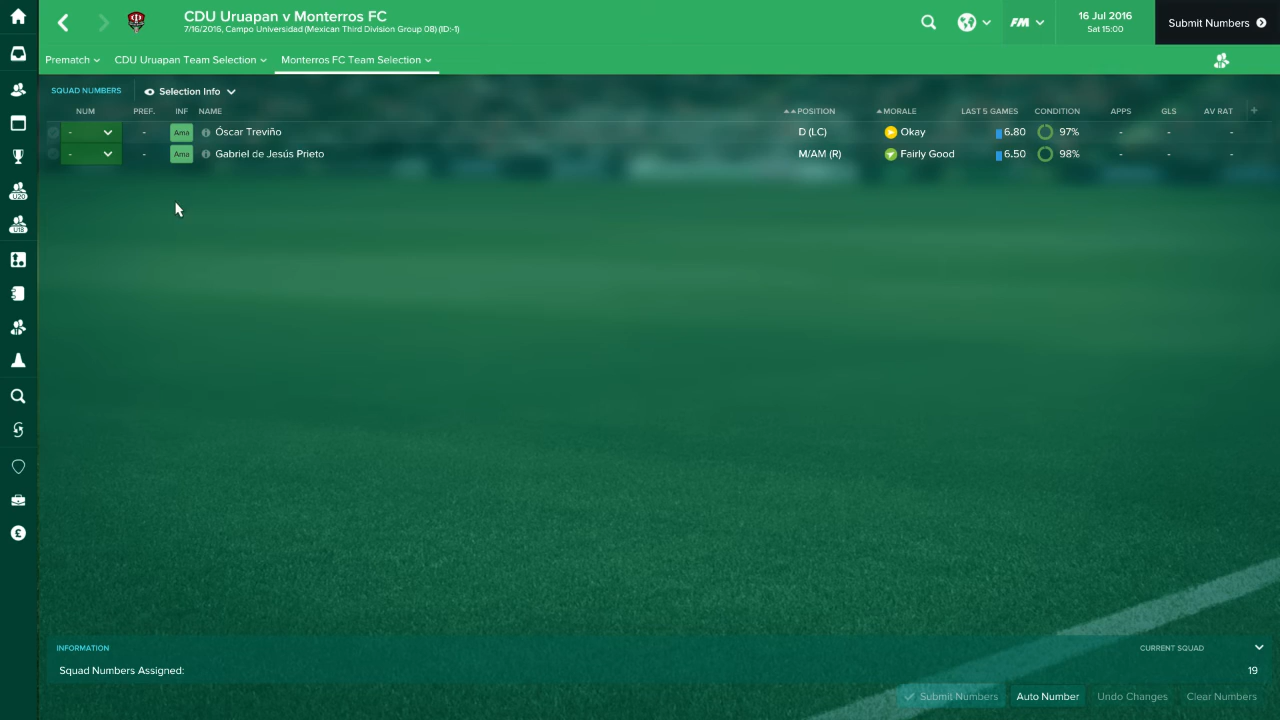 CDU Uruapan v Monterros FC
7/16/2016, Campo Universidad (Mexican Third Division Group 08) (ID:-1)
FM
16 Jul 2016
Sat 15:00
Submit Numbers
Prematch
CDU Uruapan Team Selection
Monterros FC Team Selection
SQUAD NUMBERS
Selection Info
NUM PREF. INF NAME POSITION MORALE LAST 5 GAMES CONDITION APPS GLS AV RAT +
- - Ama Óscar Treviño D (LC) Okay 6.80 97% - - -
- - Ama Gabriel de Jesús Prieto M/AM (R) Fairly Good 6.50 98% - - -
U20
U18
£
INFORMATION
CURRENT SQUAD
Squad Numbers Assigned:
19
Submit Numbers
Auto Number
Undo Changes
Clear Numbers